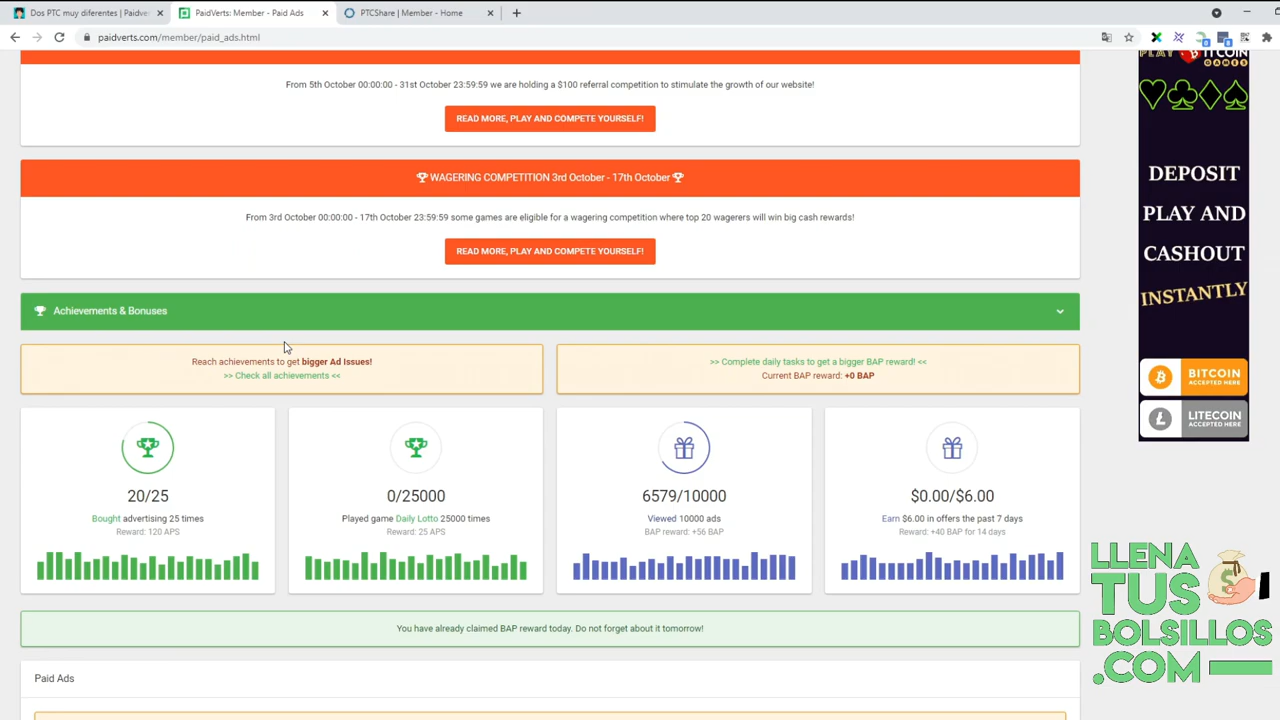 Dos PTC muy diferentes | Paidver
PaidVerts: Member - Paid Ads
PTCShare | Member - Home
paidverts.com/member/paid_ads.html
From 5th October 00:00:00 - 31st October 23:59:59 we are holding a $100 referral competition to stimulate the growth of our website!
READ MORE, PLAY AND COMPETE YOURSELF!
WAGERING COMPETITION 3rd October - 17th October
From 3rd October 00:00:00 - 17th October 23:59:59 some games are eligible for a wagering competition where top 20 wagerers will win big cash rewards!
READ MORE, PLAY AND COMPETE YOURSELF!
Achievements & Bonuses
Reach achievements to get bigger Ad Issues!
>> Check all achievements <<
>> Complete daily tasks to get a bigger BAP reward! <<
Current BAP reward: +0 BAP
20/25
Bought advertising 25 times
Reward: 120 APS
0/25000
Played game Daily Lotto 25000 times
Reward: 25 APS
6579/10000
Viewed 10000 ads
BAP reward: +56 BAP
$0.00/$6.00
Earn $6.00 in offers the past 7 days
Reward: +40 BAP for 14 days
You have already claimed BAP reward today. Do not forget about it tomorrow!
Paid Ads
PLAY BITCOIN
GAMES
DEPOSIT
PLAY AND
CASHOUT
INSTANTLY
BITCOIN
ACCEPTED HERE
LITECOIN
ACCEPTED HERE
LLENA
TUS
BOLSILLOS
.COM